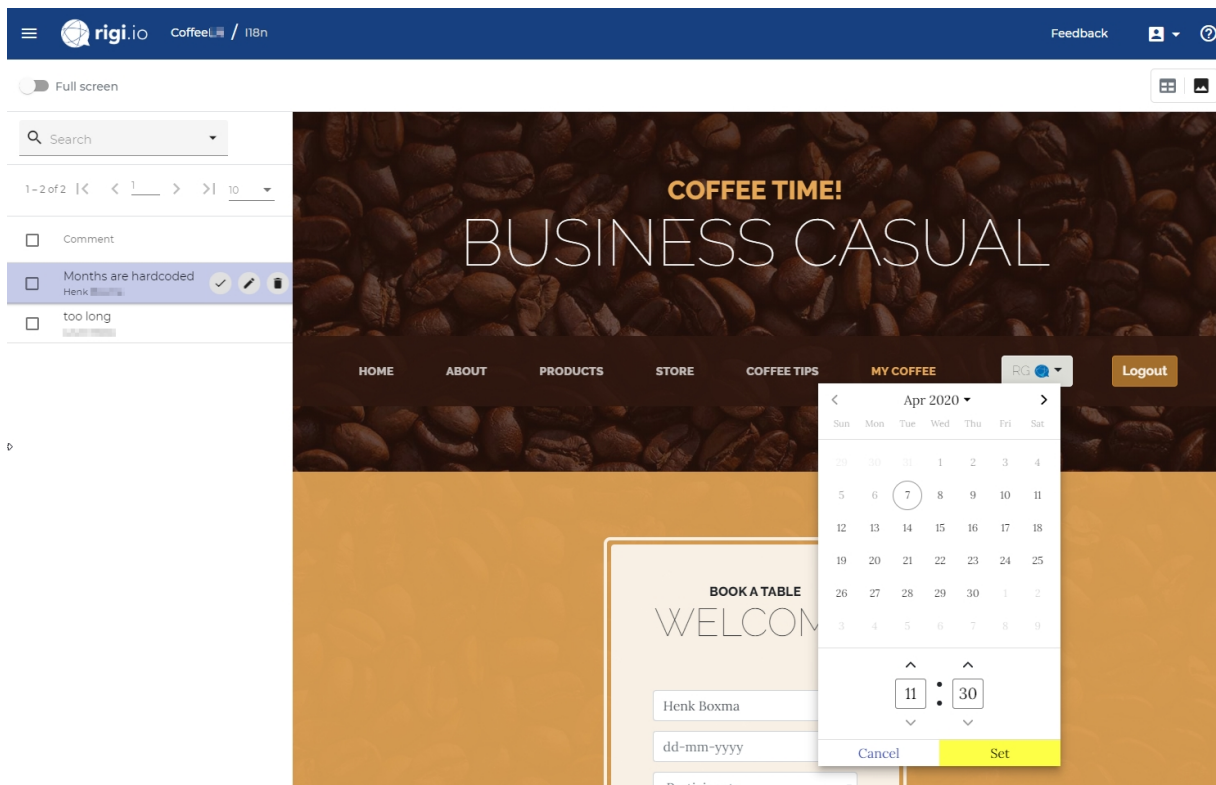 rigi.io
/ I18n
Feedback
Full screen
Search
1 – 2 of 2 1 10
Comment
Months are hardcoded
Henk
too long
COFFEE TIME!
BUSINESS CASUAL
HOME ABOUT PRODUCTS STORE COFFEE TIPS MY COFFEE RG Logout
Apr 2020
Sun Mon Tue Wed Thu Fri Sat
29 30 31 1 2 3 4
5 6 7 8 9 10 11
12 13 14 15 16 17 18
19 20 21 22 23 24 25
26 27 28 29 30 1 2
3 4 5 6 7 8 9
11 : 30
Cancel Set
BOOK A TABLE
Henk Boxma
dd-mm-yyyy